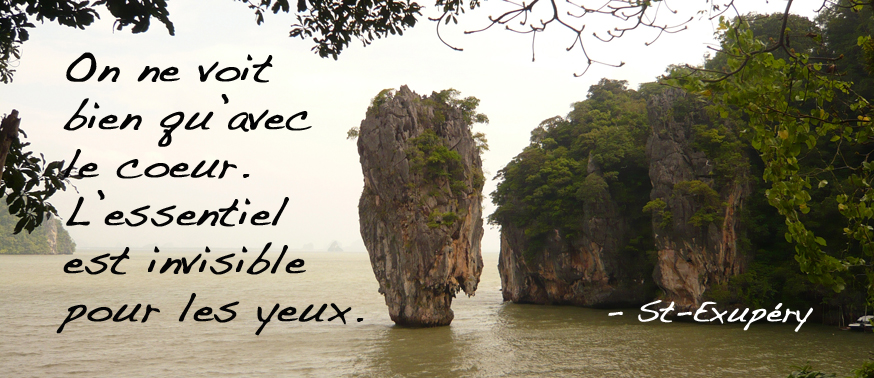 On ne voit
bien qu'avec
le coeur.
L'essentiel
est invisible
pour les yeux.
- St-Exupéry